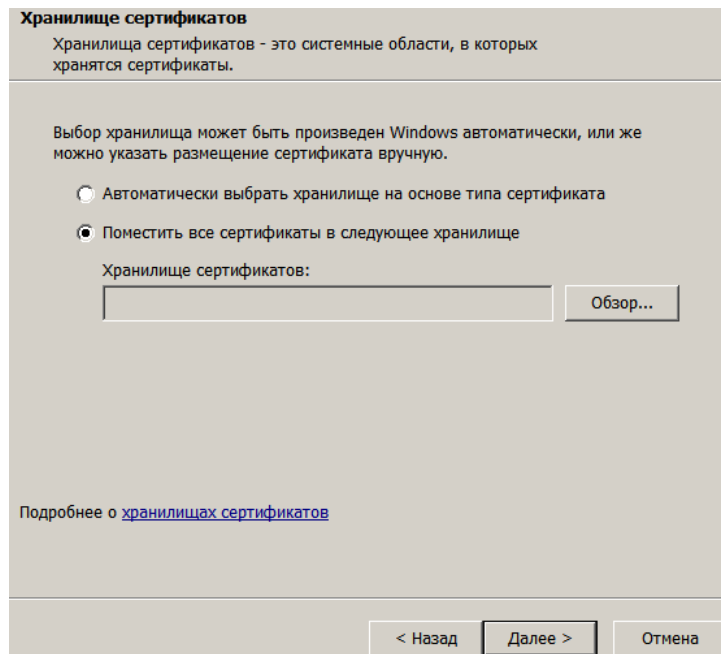 Хранилище сертификатов
Хранилища сертификатов - это системные области, в которых
хранятся сертификаты.
Выбор хранилища может быть произведен Windows автоматически, или же
можно указать размещение сертификата вручную.
Автоматически выбрать хранилище на основе типа сертификата
Поместить все сертификаты в следующее хранилище
Хранилище сертификатов:
Обзор...
Подробнее о хранилищах сертификатов
< Назад
Далее >
Отмена